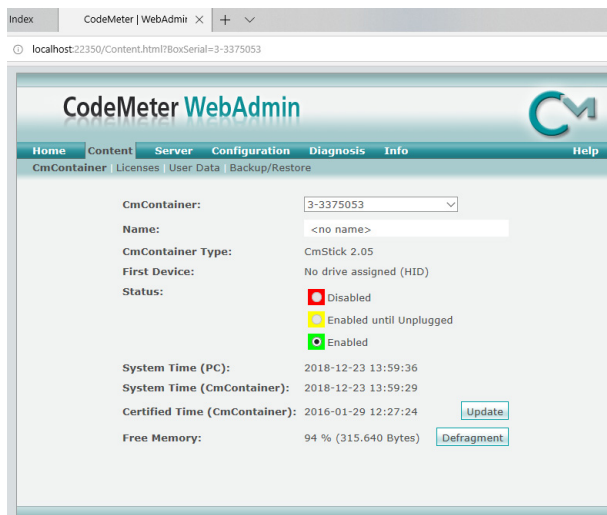 Index
CodeMeter | WebAdmir
localhost:22350/Content.html?BoxSerial=3-3375053
CodeMeter WebAdmin
CM
Home Content Server Configuration Diagnosis Info Help
CmContainer | Licenses | User Data | Backup/Restore
CmContainer: 3-3375053
Name: <no name>
CmContainer Type: CmStick 2.05
First Device: No drive assigned (HID)
Status: Disabled
Enabled until Unplugged
Enabled
System Time (PC): 2018-12-23 13:59:36
System Time (CmContainer): 2018-12-23 13:59:29
Certified Time (CmContainer): 2016-01-29 12:27:24 Update
Free Memory: 94 % (315.640 Bytes) Defragment